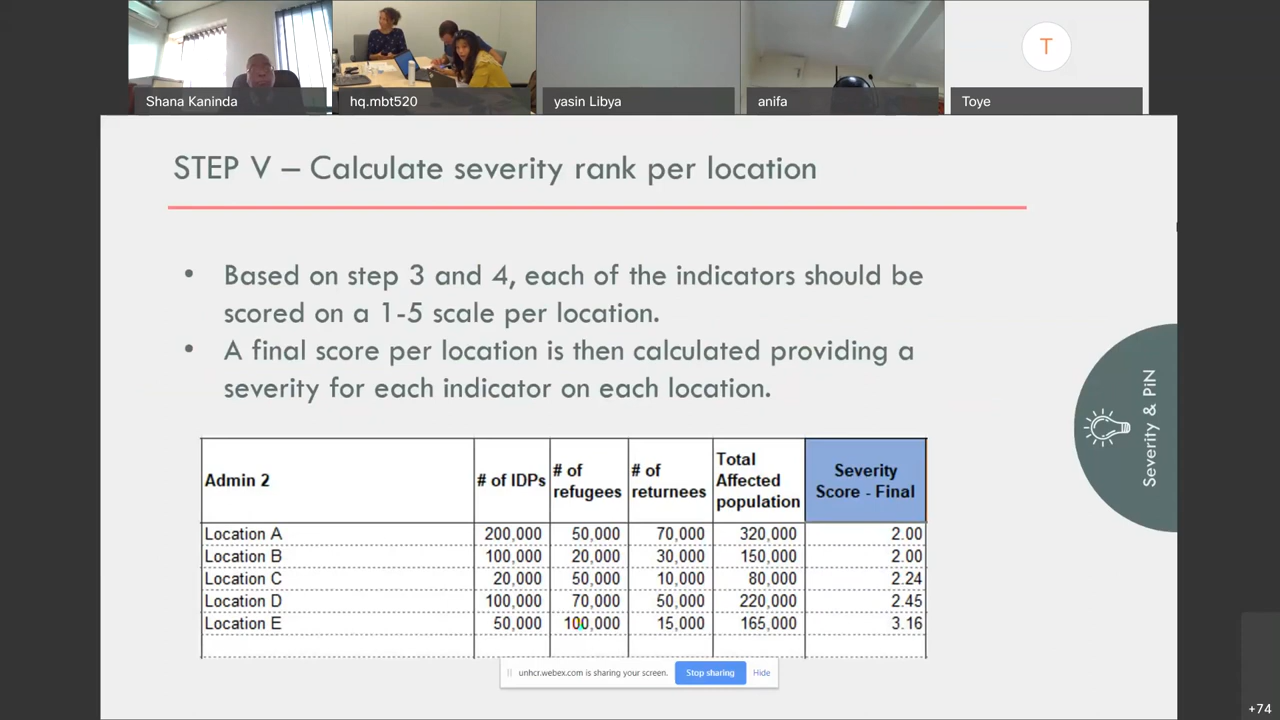 Shana Kaninda
hq.mbt520
yasin Libya
anifa
T
Toye
STEP V – Calculate severity rank per location
• Based on step 3 and 4, each of the indicators should be
scored on a 1-5 scale per location.
• A final score per location is then calculated providing a
severity for each indicator on each location.
Severity & PiN
Admin 2 # of IDPs # of refugees # of returnees Total Affected population Severity Score - Final
Location A 200,000 50,000 70,000 320,000 2.00
Location B 100,000 20,000 30,000 150,000 2.00
Location C 20,000 50,000 10,000 80,000 2.24
Location D 100,000 70,000 50,000 220,000 2.45
Location E 50,000 100,000 15,000 165,000 3.16
unhcr.webex.com is sharing your screen. Stop sharing Hide
+74